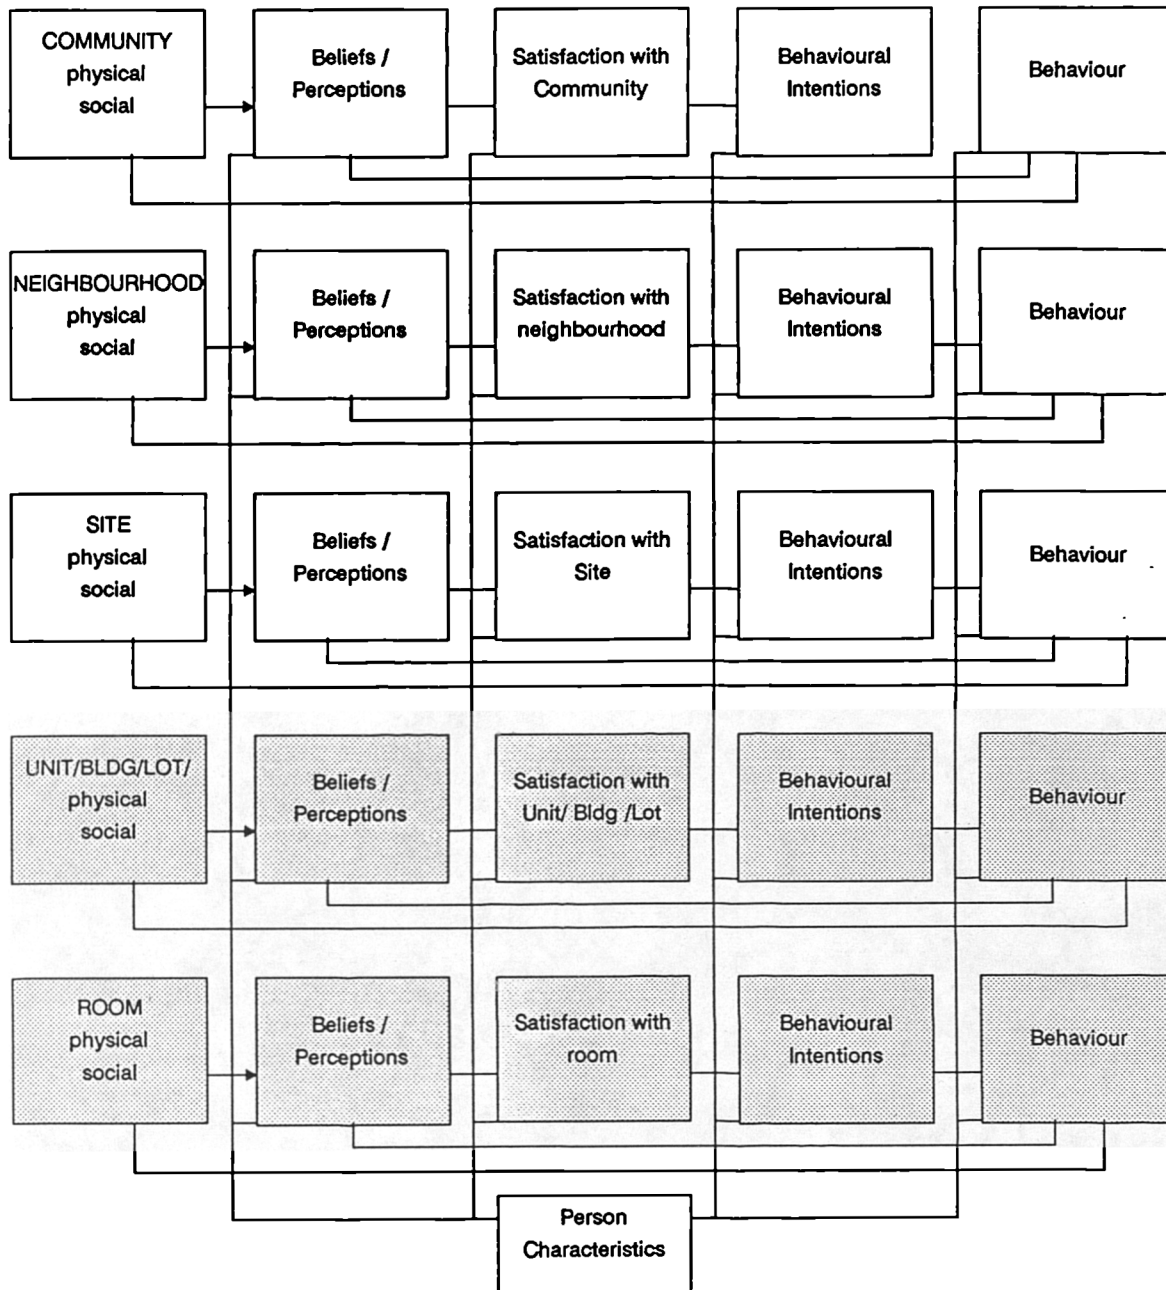 COMMUNITY
physical
social
Beliefs /
Perceptions
Satisfaction with
Community
Behavioural
Intentions
Behaviour
NEIGHBOURHOOD
physical
social
Beliefs /
Perceptions
Satisfaction with
neighbourhood
Behavioural
Intentions
Behaviour
SITE
physical
social
Beliefs /
Perceptions
Satisfaction with
Site
Behavioural
Intentions
Behaviour
UNIT/BLDG/LOT/
physical
social
Beliefs /
Perceptions
Satisfaction with
Unit/ Bldg /Lot
Behavioural
Intentions
Behaviour
ROOM
physical
social
Beliefs /
Perceptions
Satisfaction with
room
Behavioural
Intentions
Behaviour
Person
Characteristics